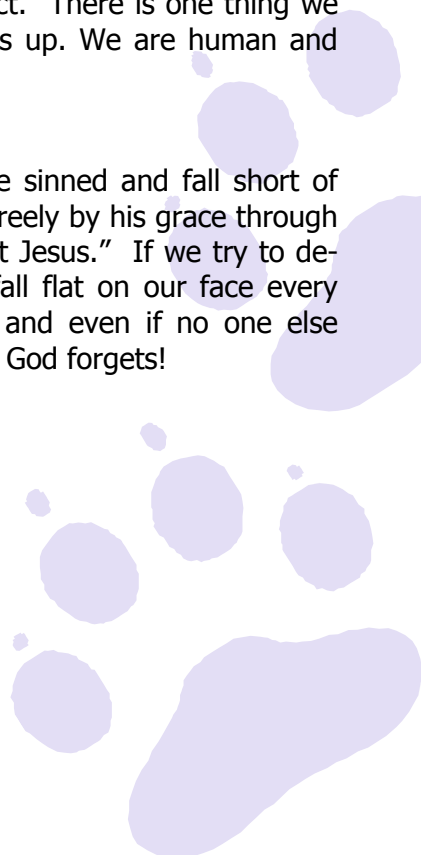 ct.  There is one thing we
s up. We are human and
e sinned and fall short of
reely by his grace through
t Jesus.”  If we try to de-
fall flat on our face every
and even if no one else
God forgets!